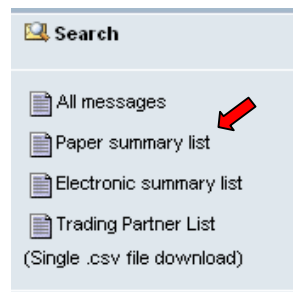 Search
All messages
Paper summary list
Electronic summary list
Trading Partner List
(Single .csv file download)